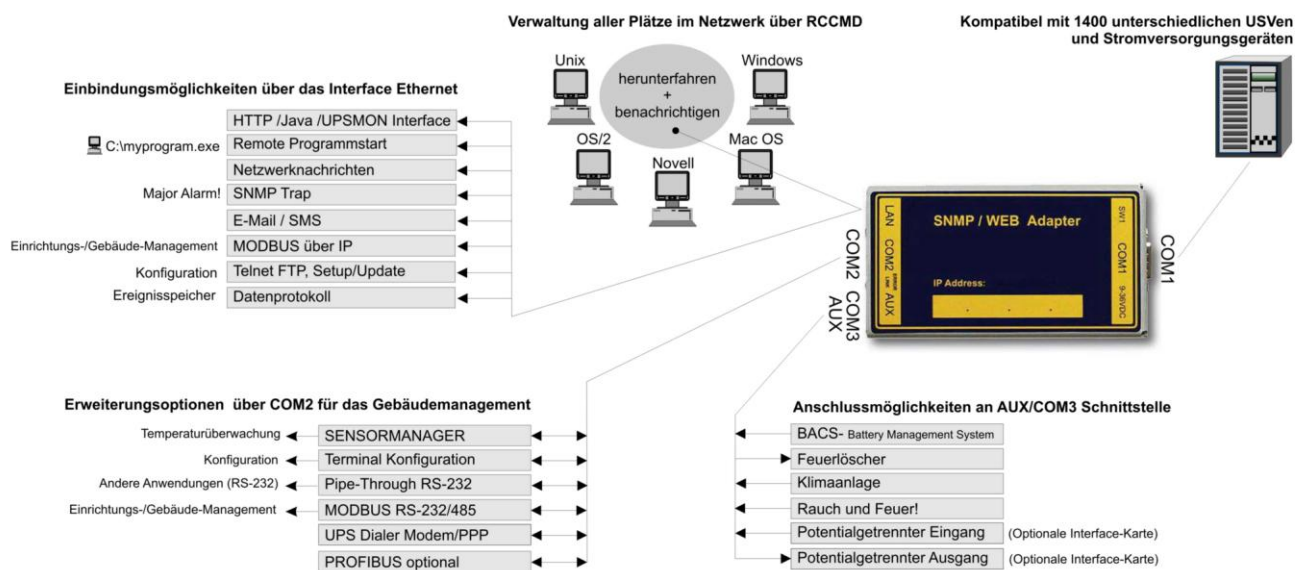 Verwaltung aller Plätze im Netzwerk über RCCMD
Kompatibel mit 1400 unterschiedlichen USVen
und Stromversorgungsgeräten
Unix
Windows
herunterfahren
+
benachrichtigen
OS/2
Mac OS
Novell
Einbindungsmöglichkeiten über das Interface Ethernet
HTTP /Java /UPSMON Interface
C:\myprogram.exe Remote Programmstart
Netzwerknachrichten
Major Alarm! SNMP Trap
E-Mail / SMS
Einrichtungs-/Gebäude-Management MODBUS über IP
Konfiguration Telnet FTP, Setup/Update
Ereignisspeicher Datenprotokoll
LAN COM2 ERROR LINK AUX
SNMP / WEB Adapter
IP Address:
. . .
SW1 COM1 9-36VDC
COM1
COM2
COM3
AUX
Erweiterungsoptionen über COM2 für das Gebäudemanagement
Temperaturüberwachung SENSORMANAGER
Konfiguration Terminal Konfiguration
Andere Anwendungen (RS-232) Pipe-Through RS-232
Einrichtungs-/Gebäude-Management MODBUS RS-232/485
UPS Dialer Modem/PPP
PROFIBUS optional
Anschlussmöglichkeiten an AUX/COM3 Schnittstelle
BACS- Battery Management System
Feuerlöscher
Klimaanlage
Rauch und Feuer!
Potentialgetrennter Eingang (Optionale Interface-Karte)
Potentialgetrennter Ausgang (Optionale Interface-Karte)